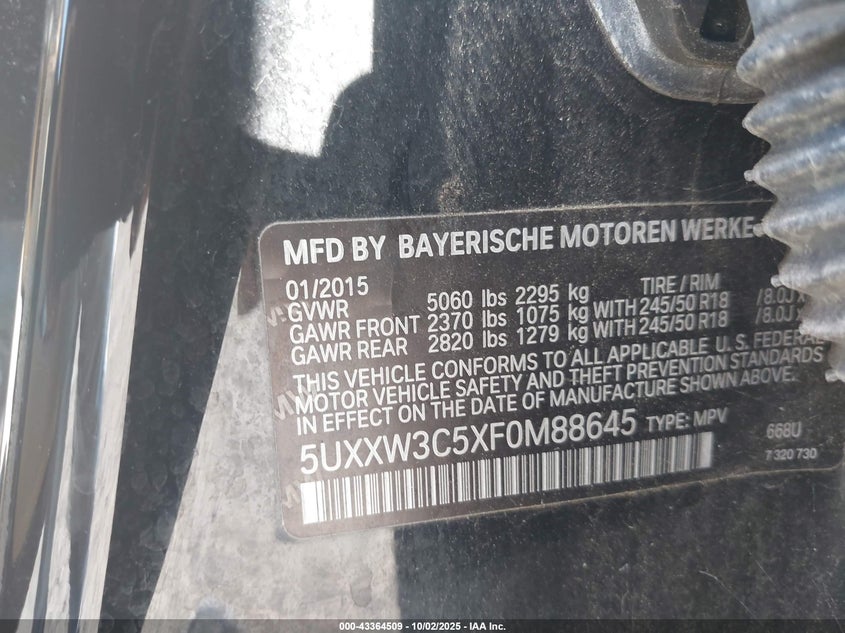 MFD BY BAYERISCHE MOTOREN WERKE
01/2015 TIRE / RIM
GVWR 5060 lbs 2295 kg
GAWR FRONT 2370 lbs 1075 kg WITH 245/50 R18 /8.0J X
GAWR REAR 2820 lbs 1279 kg WITH 245/50 R18 /8.0J
THIS VEHICLE CONFORMS TO ALL APPLICABLE U.S. FEDERAL
MOTOR VEHICLE SAFETY AND THEFT PREVENTION STANDARDS
IN EFFECT ON THE DATE OF MANUFACTURE SHOWN ABOVE.
5UXXW3C5XF0M88645 TYPE: MPV 668U
7 320 730
000-43364509 | 10/02/2025 - IAA Inc.